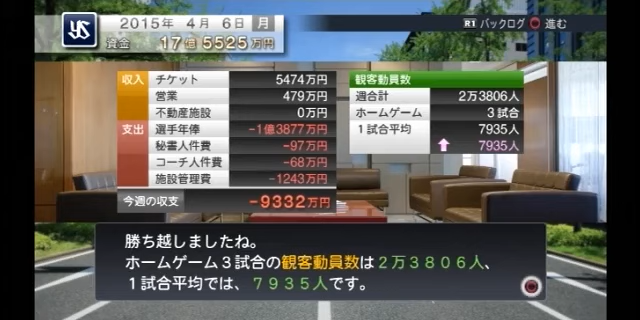 YS 2015年 4月 6日 月
R1 バックログ 進む
資金 17億5525万円
収入 チケット 5474万円
営業 479万円
不動産施設 0万円
支出 選手年俸 -1億3877万円
秘書人件費 -97万円
コーチ人件費 -68万円
施設管理費 -1243万円
今週の収支 -9332万円
観客動員数
週合計 2万3806人
ホームゲーム 3試合
1試合平均 7935人
7935人
勝ち越しましたね。
ホームゲーム3試合の観客動員数は2万3806人、
1試合平均では、7935人です。